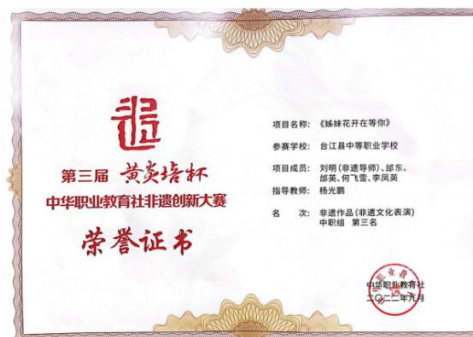 第三届 黄炎培杯
中华职业教育社非遗创新大赛
荣誉证书
项目名称: 《姊妹花开在等你》
参赛学校: 台江县中等职业学校
项目成员: 刘明(非遗导师)、邰东、
邰英、何飞雪、李凤英
指导教师: 杨光鹏
名 次: 非遗作品(非遗文化表演)
中职组 第三名
中华职业教育社
二〇二二年九月